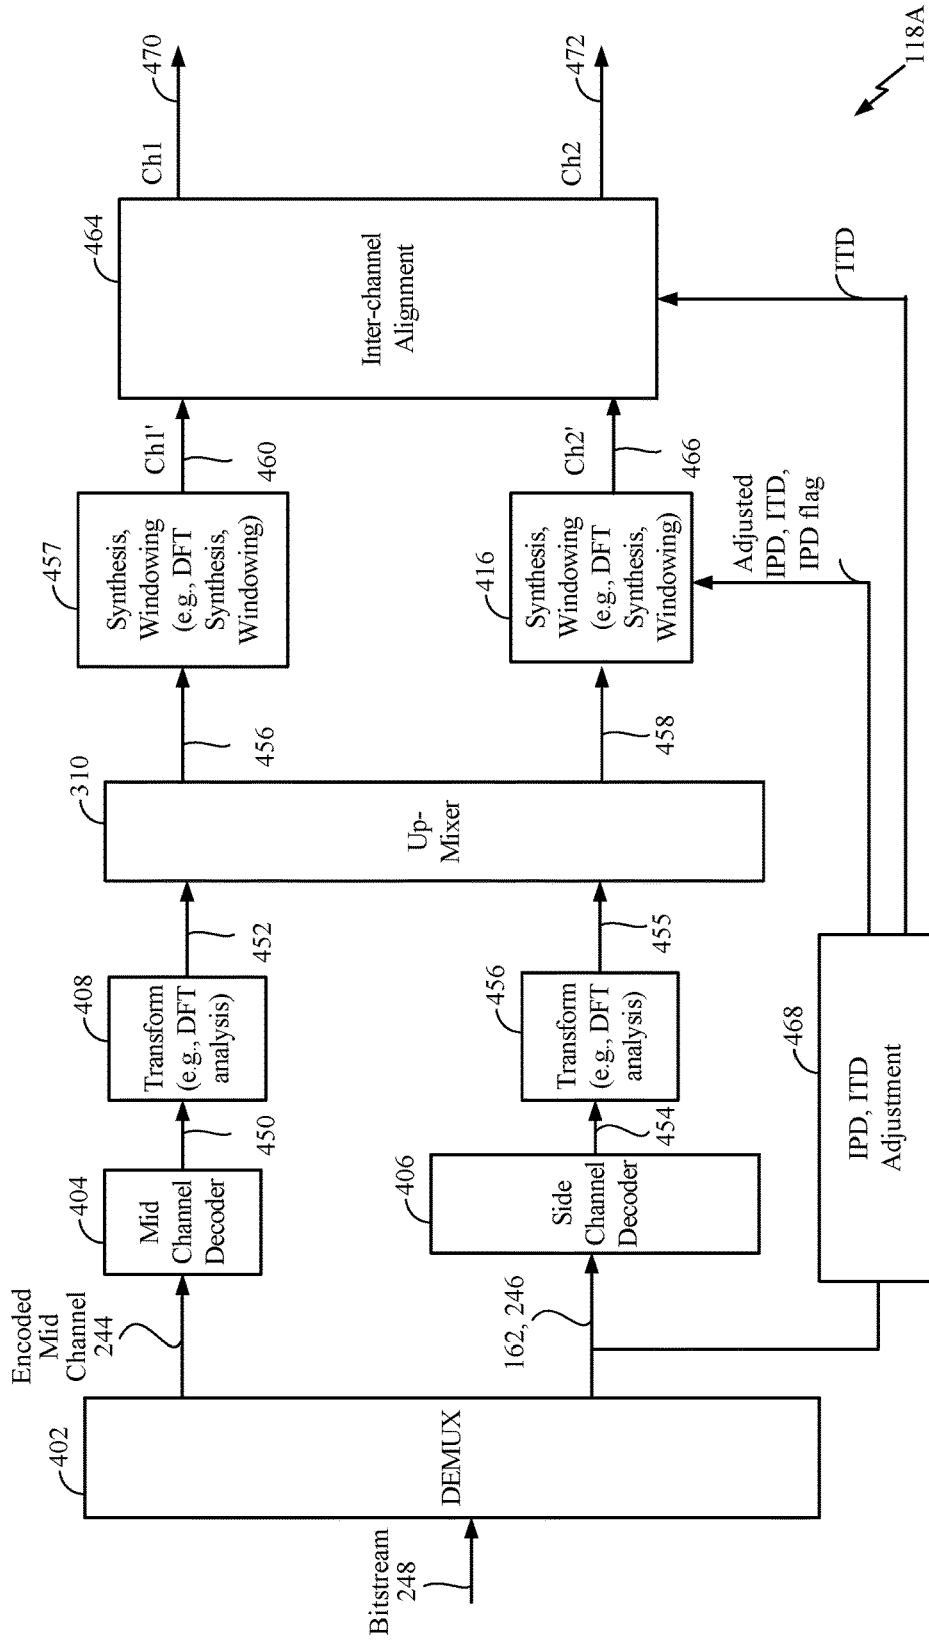 Bitstream
248
402
DEMUX
Encoded
Mid
Channel
244
162, 246
404
Mid
Channel
Decoder
406
Side
Channel
Decoder
450
454
408
Transform
(e.g., DFT
analysis)
456
Transform
(e.g., DFT
analysis)
452
455
310
Up-
Mixer
456
458
457
Synthesis,
Windowing
(e.g., DFT
Synthesis,
Windowing)
416
Synthesis,
Windowing
(e.g., DFT
Synthesis,
Windowing)
Ch1'
460
Ch2'
466
464
Inter-channel
Alignment
Ch1
470
Ch2
472
468
IPD, ITD
Adjustment
Adjusted
IPD, ITD,
IPD flag
ITD
118A